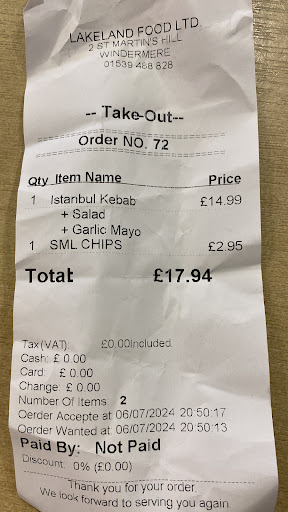 LAKELAND FOOD LTD.
2 ST MARTIN'S HILL
WINDERMERE
01539 488 828
-- Take-Out--
Order NO. 72
Qty Item Name Price
1 Istanbul Kebab £14.99
+ Salad
+ Garlic Mayo
1 SML CHIPS £2.95
Total: £17.94
Tax(VAT): £0.00Included
Cash: £ 0.00
Card: £ 0.00
Change: £ 0.00
Number Of Items: 2
Oerder Accepte at 06/07/2024 20:50:17
Oerder Wanted at 06/07/2024 20:50:13
Paid By: Not Paid
Discount: 0% (£0.00)
Thank you for your order.
We look forward to serving you again.